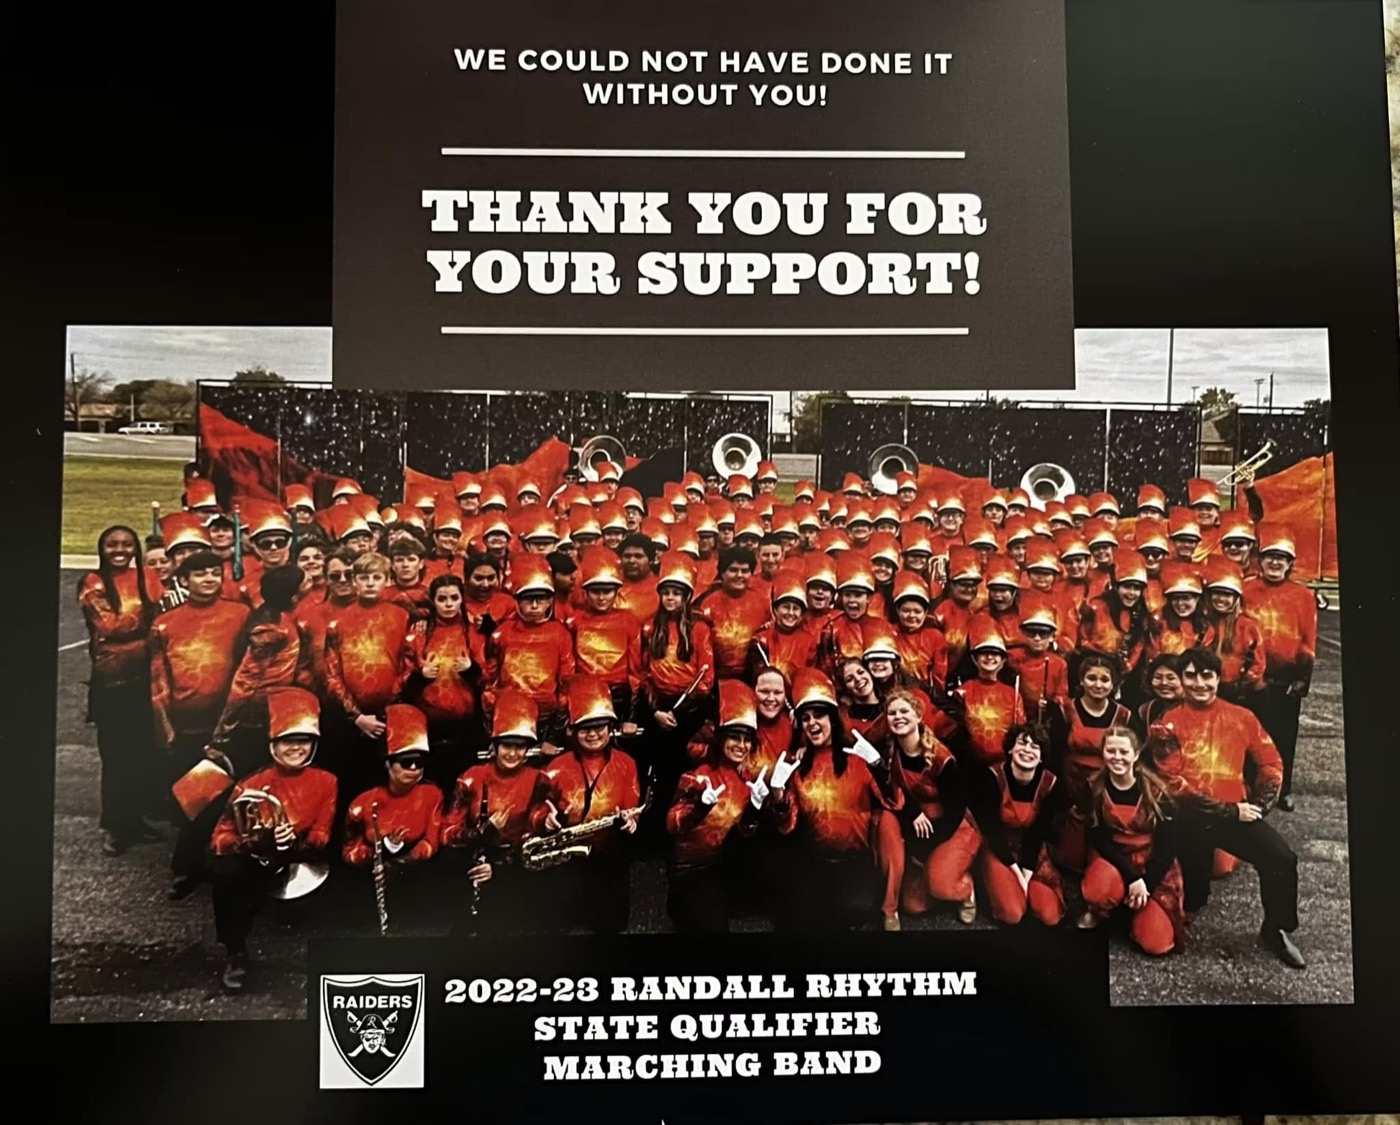 WE COULD NOT HAVE DONE IT
WITHOUT YOU!
THANK YOU FOR
YOUR SUPPORT!
RAIDERS
R
2022-23 RANDALL RHYTHM
STATE QUALIFIER
MARCHING BAND